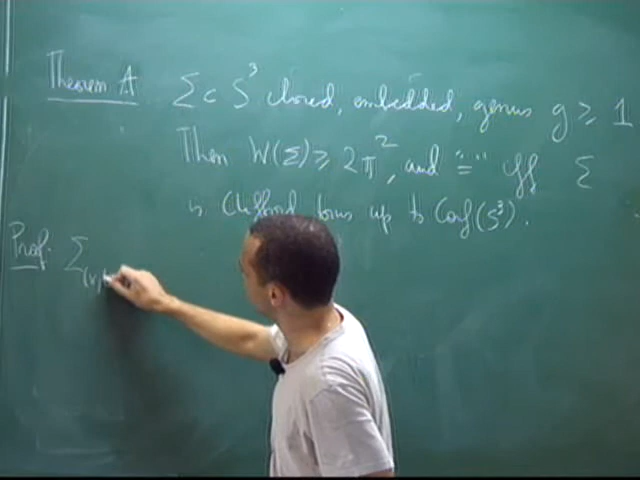 Theorem A Σ ⊂ S³ closed, embedded, genus g ≥ 1
Then W(Σ) ≥ 2π², and "=" iff Σ
is Clifford torus up to Conf(S³).
Proof. Σ(v,